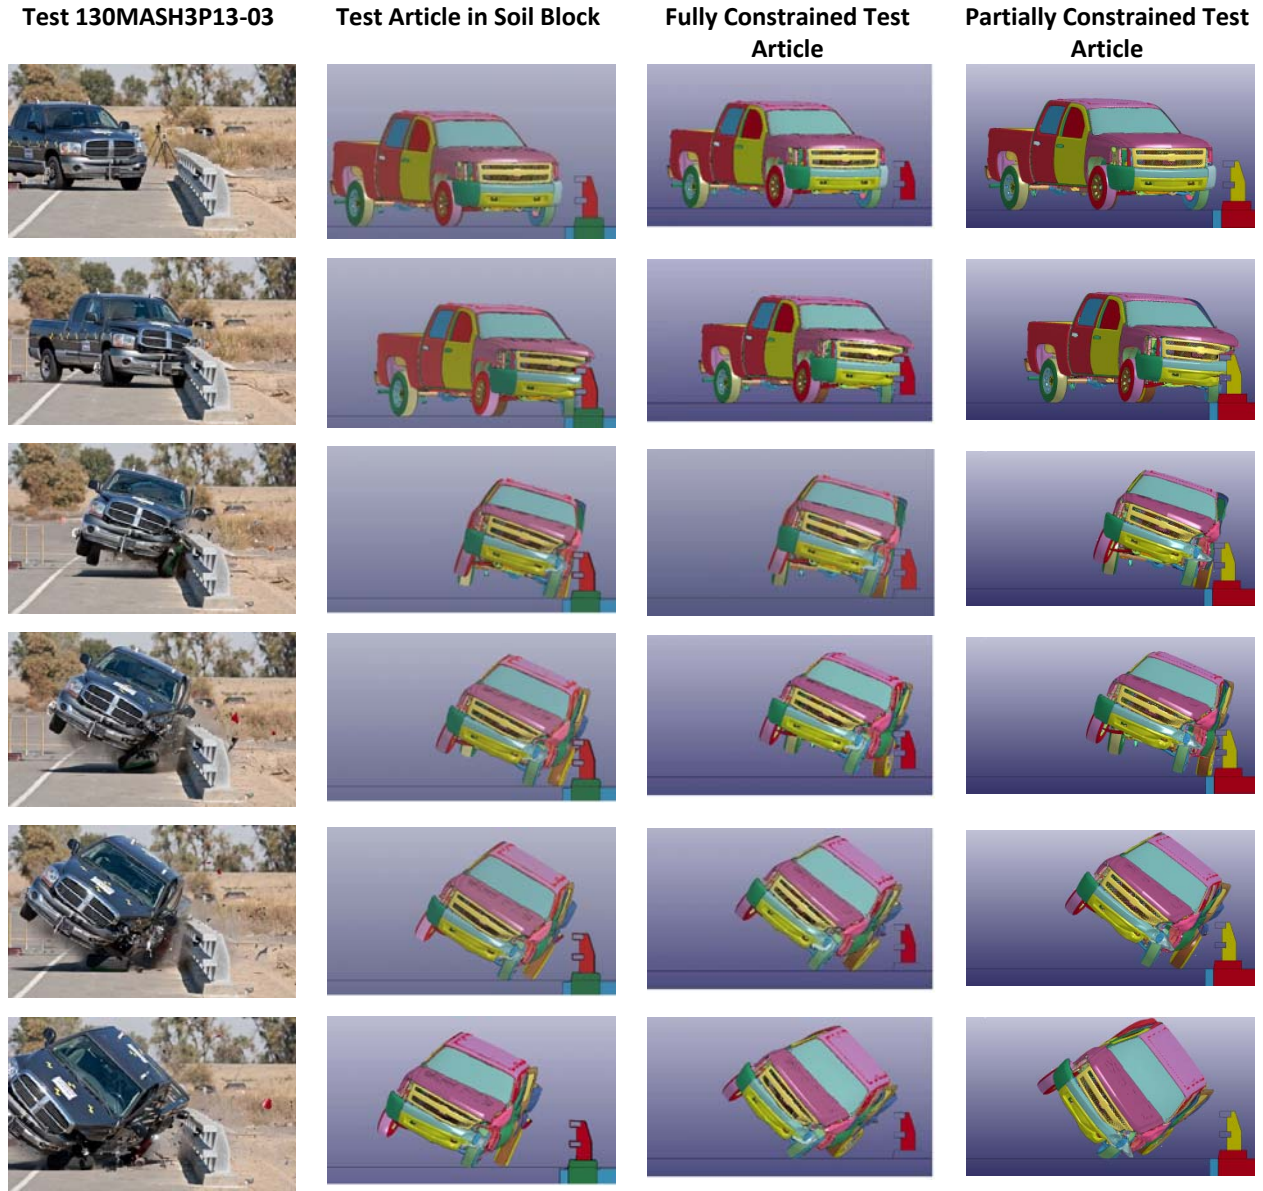 Test 130MASH3P13-03
Test Article in Soil Block
Fully Constrained Test
Article
Partially Constrained Test
Article